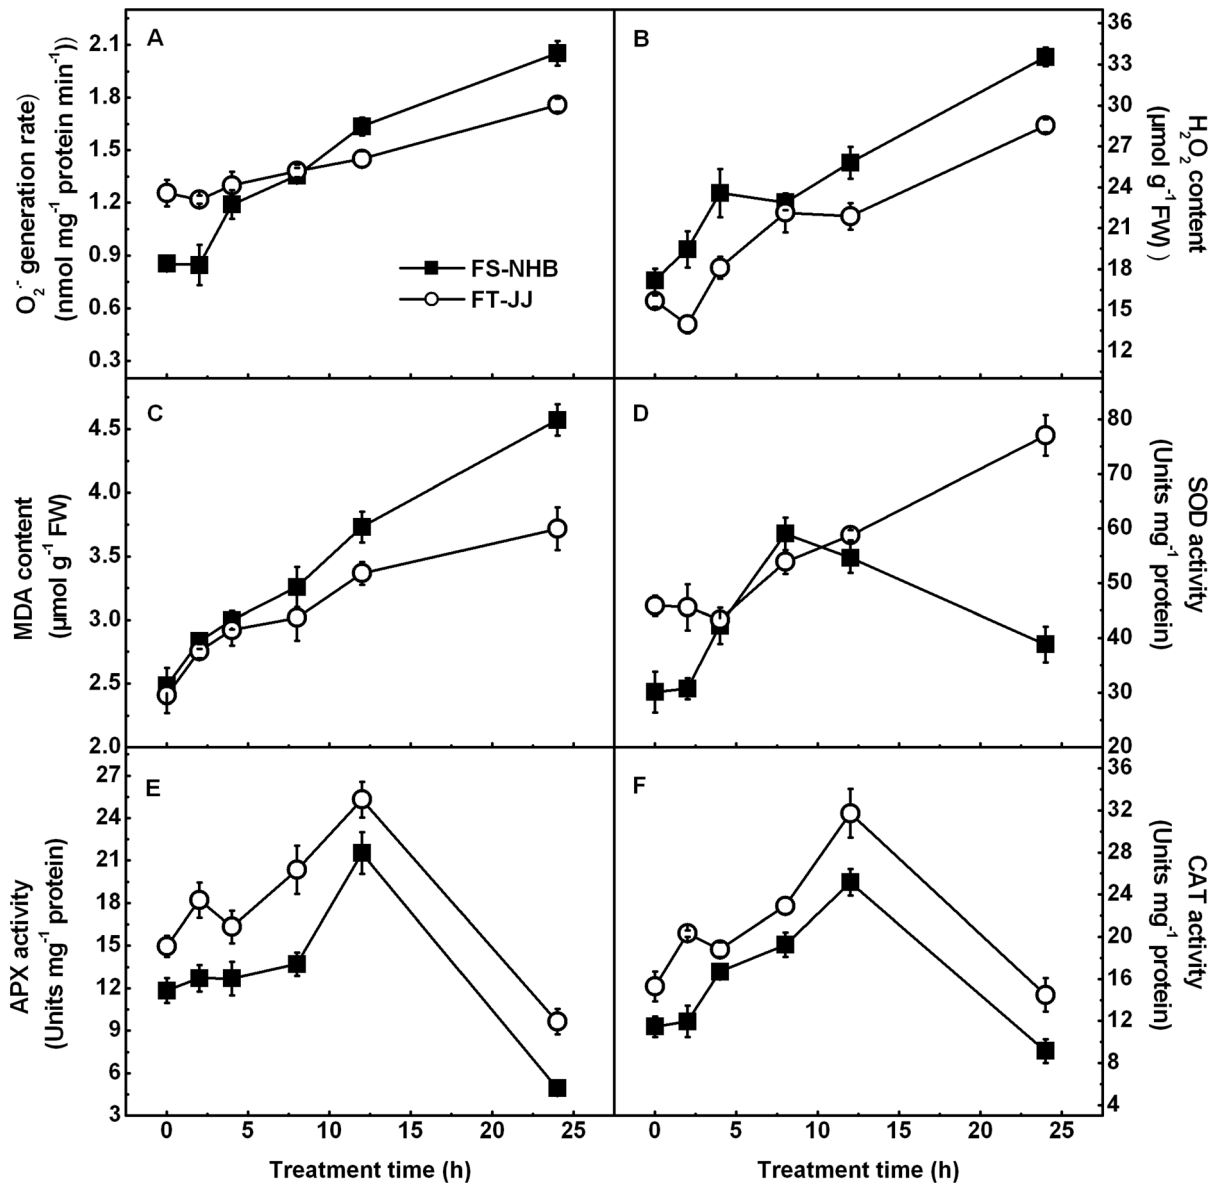 A
2.1
1.8
1.5
1.2
0.9
0.6
0.3
O₂·⁻ generation rate)
(nmol mg⁻¹ protein min⁻¹))
FS-NHB
FT-JJ
B
36
33
30
27
24
21
18
15
12
H₂O₂ content
(μmol g⁻¹ FW))
C
4.5
4.0
3.5
3.0
2.5
2.0
MDA content
(μmol g⁻¹ FW)
D
80
70
60
50
40
30
20
SOD activity
(Units mg⁻¹ protein)
E
27
24
21
18
15
12
9
6
3
APX activity
(Units mg⁻¹ protein)
F
36
32
28
24
20
16
12
8
4
CAT activity
(Units mg⁻¹ protein)
0 5 10 15 20 25
0 5 10 15 20 25
Treatment time (h)
Treatment time (h)